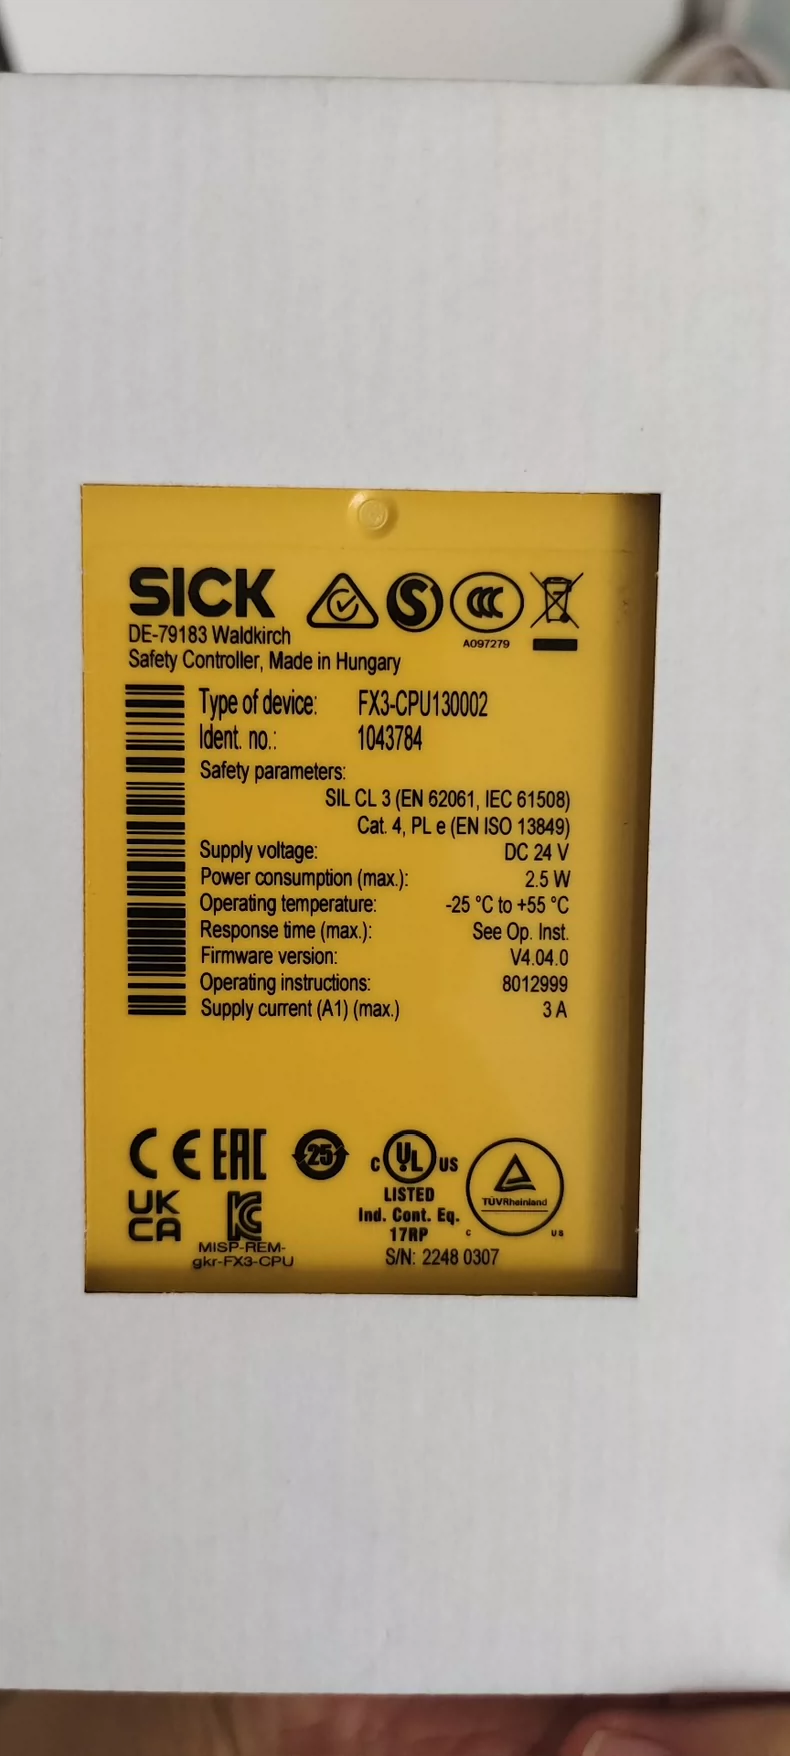 SICK
A097279
DE-79183 Waldkirch
Safety Controller, Made in Hungary
Type of device: FX3-CPU130002
Ident. no.: 1043784
Safety parameters:
SIL CL 3 (EN 62061, IEC 61508)
Cat. 4, PL e (EN ISO 13849)
Supply voltage: DC 24 V
Power consumption (max.): 2.5 W
Operating temperature: -25 °C to +55 °C
Response time (max.): See Op. Inst.
Firmware version: V4.04.0
Operating instructions: 8012999
Supply current (A1) (max.) 3 A
CE EAC 25 C UL US
LISTED
Ind. Cont. Eq.
17RP
TÜVRheinland
C US
UK
CA
MISP-REM-
gkr-FX3-CPU
S/N: 2248 0307